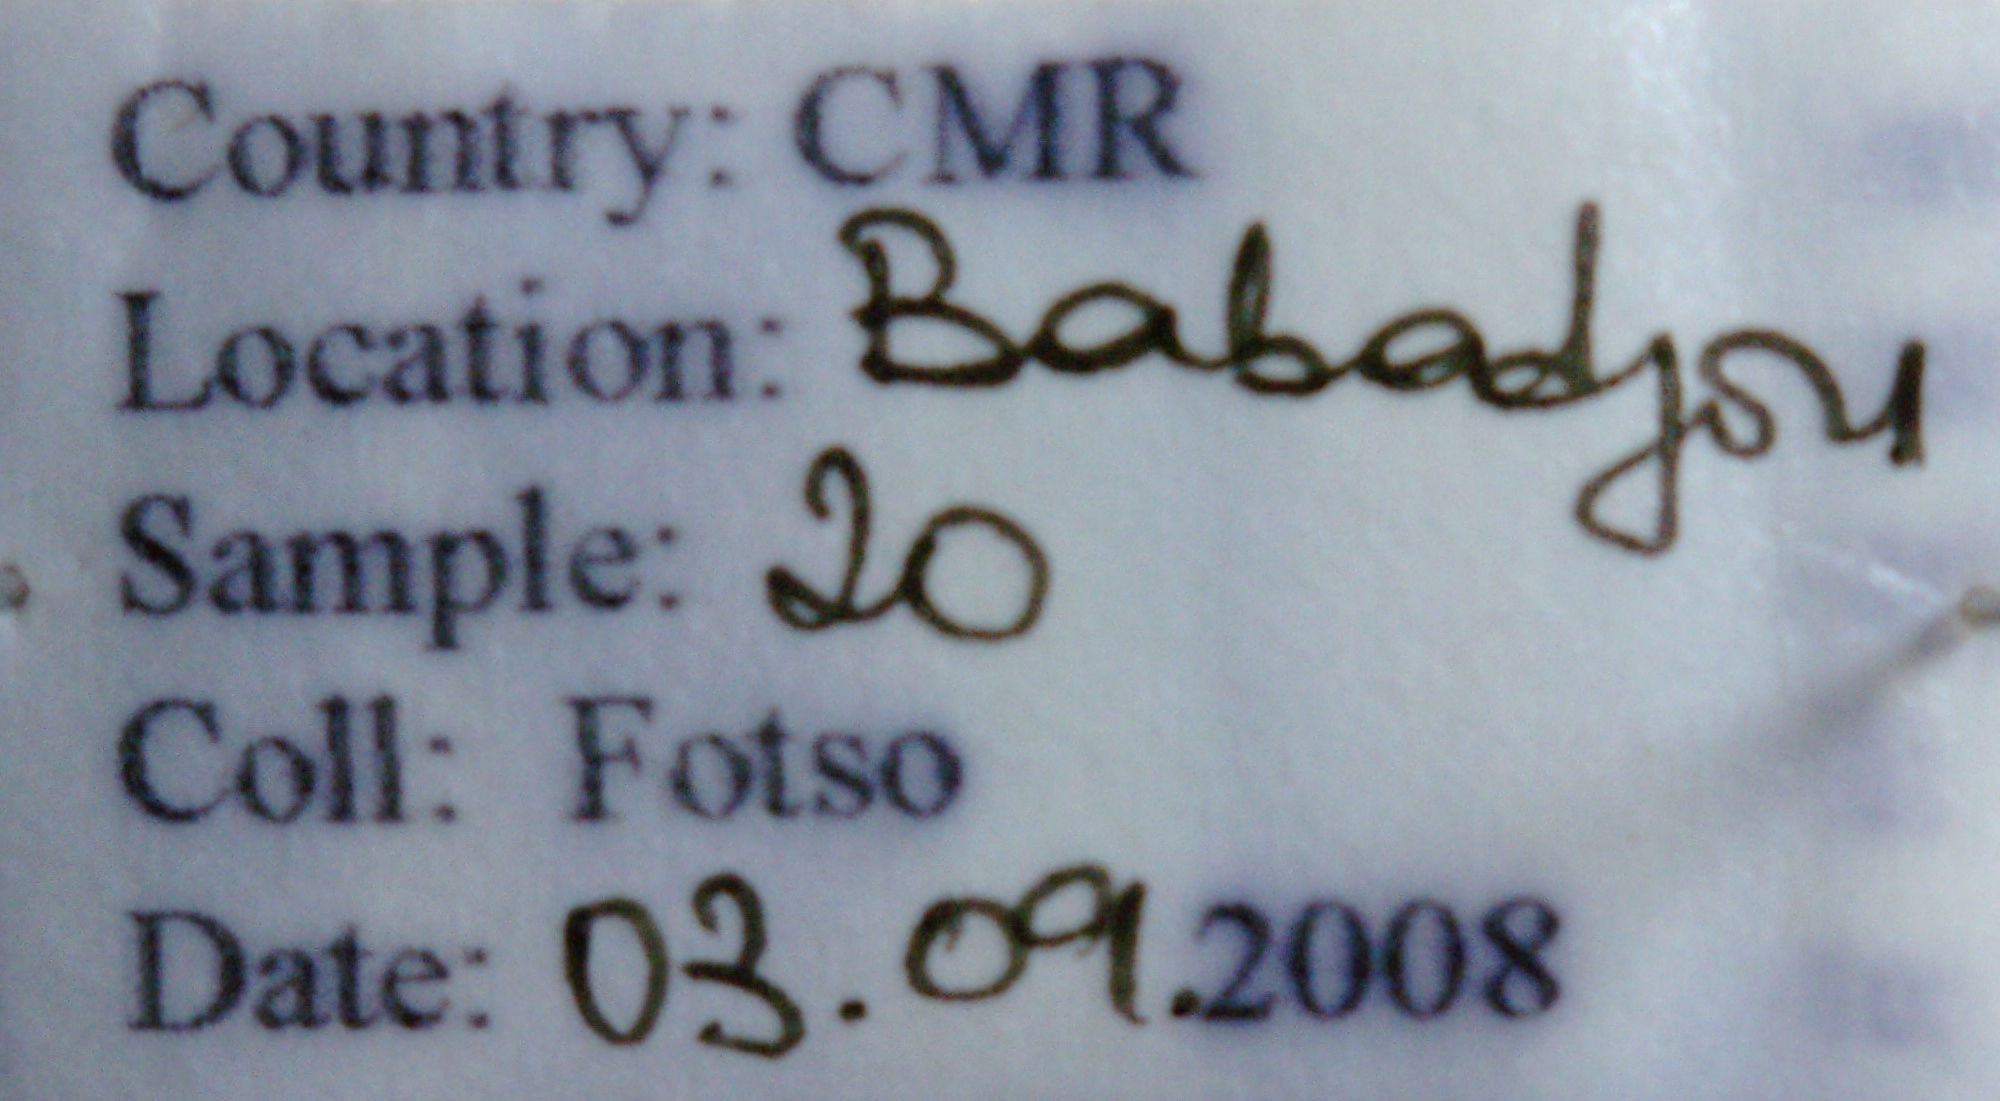 Country: CMR
Location: Babadjou
Sample: 20
Coll: Fotso
Date: 03.09.2008